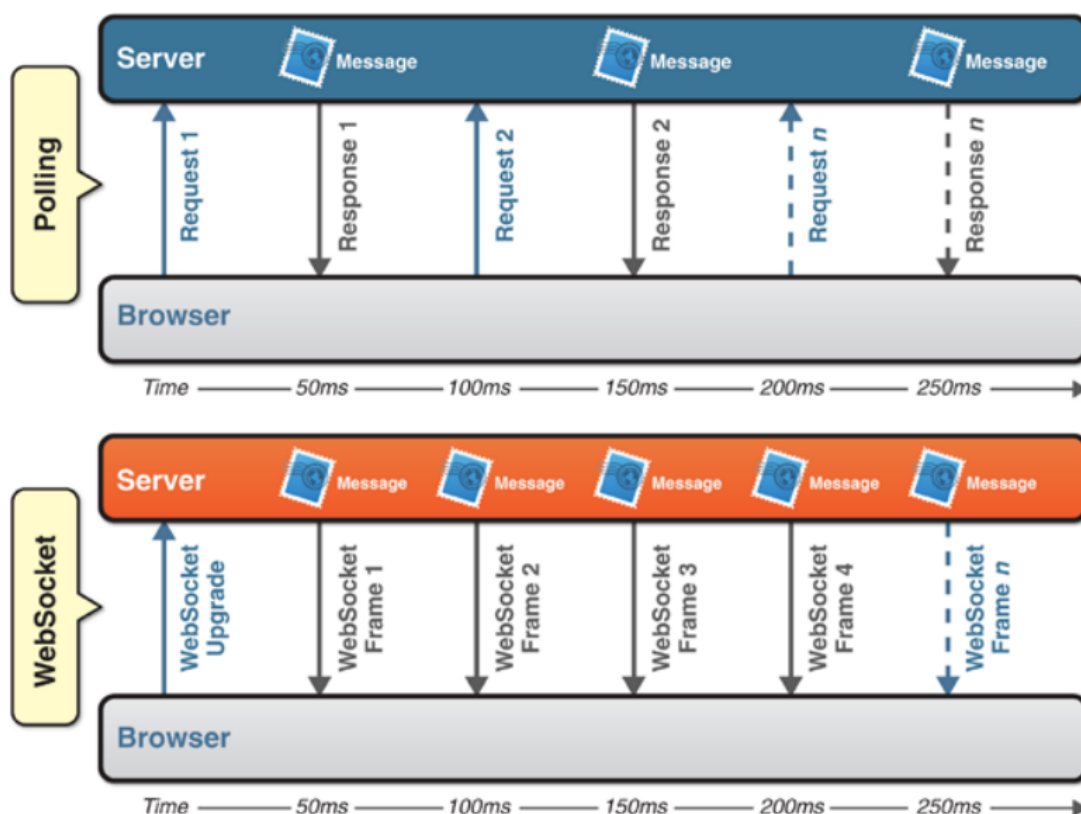 Polling
Server
Message
Message
Message
Request 1
Response 1
Request 2
Response 2
Request n
Response n
Browser
Time
50ms
100ms
150ms
200ms
250ms
WebSocket
Server
Message
Message
Message
Message
Message
WebSocket
Upgrade
WebSocket
Frame 1
WebSocket
Frame 2
WebSocket
Frame 3
WebSocket
Frame 4
WebSocket
Frame n
Browser
Time
50ms
100ms
150ms
200ms
250ms